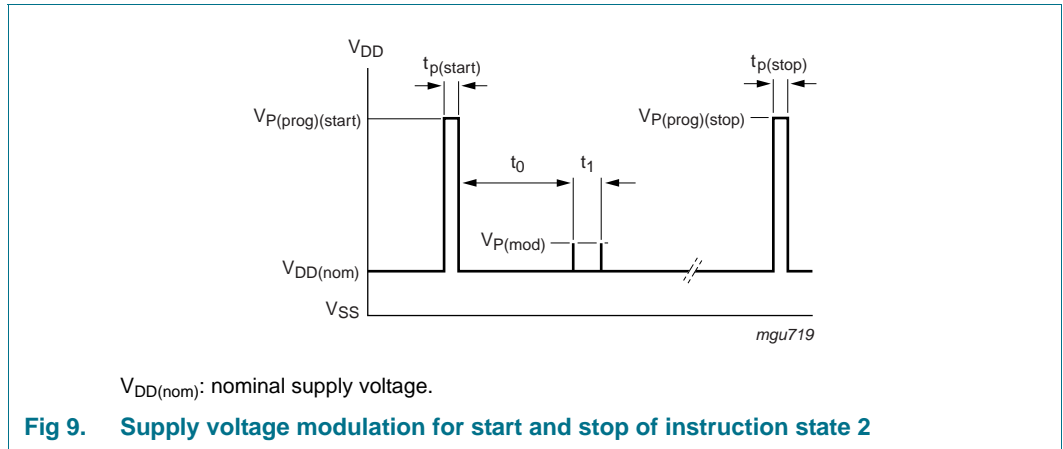 VDD
tp(start)
tp(stop)
VP(prog)(start)
VP(prog)(stop)
t0
t1
VP(mod)
VDD(nom)
VSS
mgu719
VDD(nom): nominal supply voltage.
Fig 9. Supply voltage modulation for start and stop of instruction state 2